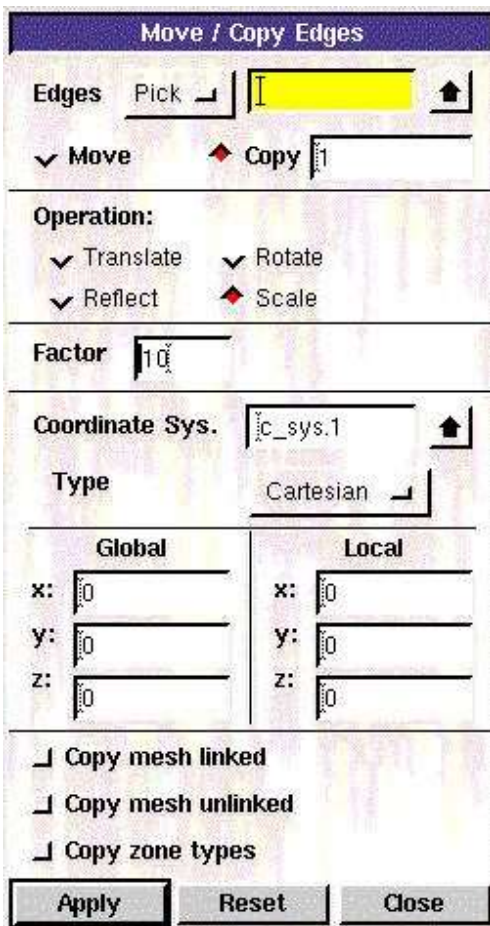 Move / Copy Edges
Edges Pick
Move Copy 1
Operation:
Translate Rotate
Reflect Scale
Factor 10
Coordinate Sys. c_sys.1
Type Cartesian
Global Local
x: 0 x: 0
y: 0 y: 0
z: 0 z: 0
Copy mesh linked
Copy mesh unlinked
Copy zone types
Apply Reset Close